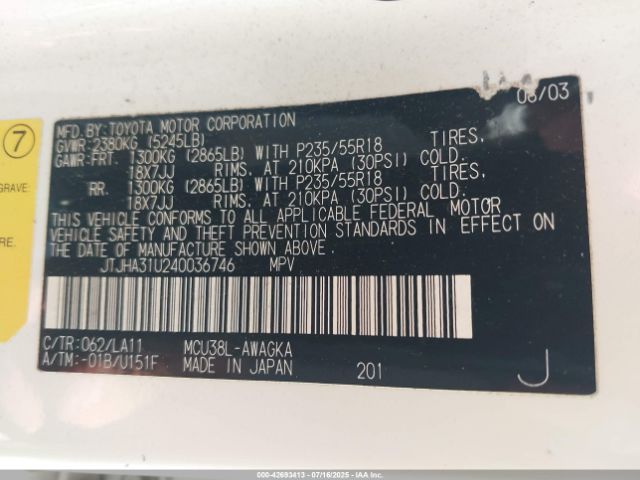 08/03
MFD.BY:TOYOTA MOTOR CORPORATION
GVWR:2380KG (5245LB)
GAWR:FRT. 1300KG (2865LB) WITH P235/55R18 TIRES,
18X7JJ RIMS. AT 210KPA (30PSI) COLD.
RR. 1300KG (2865LB) WITH P235/55R18 TIRES,
18X7JJ RIMS. AT 210KPA (30PSI) COLD.
THIS VEHICLE CONFORMS TO ALL APPLICABLE FEDERAL MOTOR
VEHICLE SAFETY AND THEFT PREVENTION STANDARDS IN EFFECT ON
THE DATE OF MANUFACTURE SHOWN ABOVE.
JTJHA31U240036746 MPV
C/TR:062/LA11 MCU38L-AWAGKA
A/TM:-01B/U151F MADE IN JAPAN 201 J
7
GRAVE:
RE.
000-42693413 - 07/16/2025 - IAA Inc.